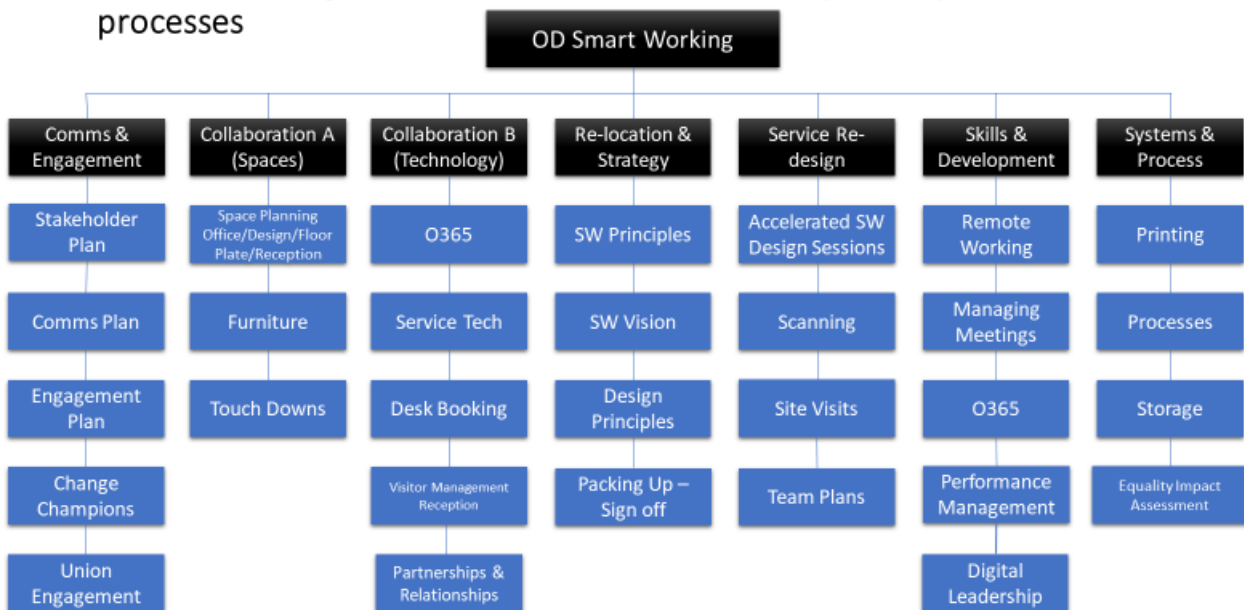 processes
OD Smart Working
Comms &
Engagement
Collaboration A
(Spaces)
Collaboration B
(Technology)
Re-location &
Strategy
Service Re-
design
Skills &
Development
Systems &
Process
Stakeholder
Plan
Space Planning
Office/Design/Floor
Plate/Reception
O365
SW Principles
Accelerated SW
Design Sessions
Remote
Working
Printing
Comms Plan
Furniture
Service Tech
SW Vision
Scanning
Managing
Meetings
Processes
Engagement
Plan
Touch Downs
Desk Booking
Design
Principles
Site Visits
O365
Storage
Change
Champions
Visitor Management
Reception
Packing Up –
Sign off
Team Plans
Performance
Management
Equality Impact
Assessment
Union
Engagement
Partnerships &
Relationships
Digital
Leadership